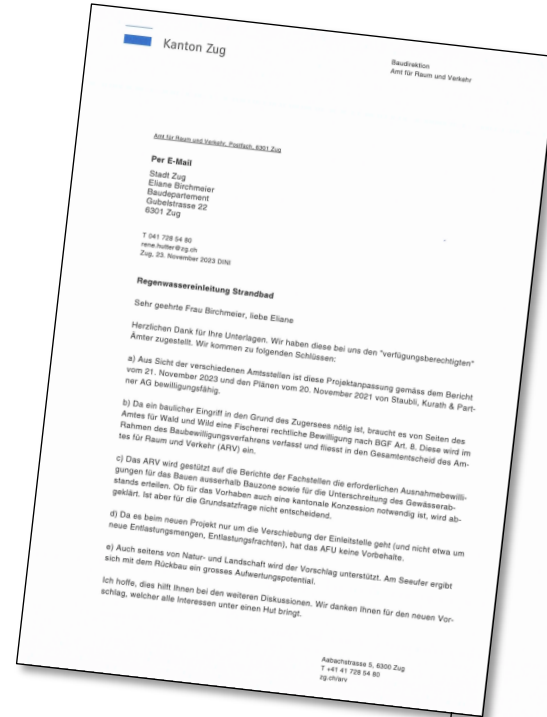 Kanton Zug
Baudirektion
Amt für Raum und Verkehr
Amt für Raum und Verkehr, Postfach, 6301 Zug
Per E-Mail
Stadt Zug
Eliane Birchmeier
Baudepartement
Gubelstrasse 22
6301 Zug
T 041 728 54 80
rene.hutter@zg.ch
Zug, 23. November 2023 DINI
Regenwassereinleitung Strandbad
Sehr geehrte Frau Birchmeier, liebe Eliane
Herzlichen Dank für Ihre Unterlagen. Wir haben diese bei uns den "verfügungsberechtigten"
Ämter zugestellt. Wir kommen zu folgenden Schlüssen:
a) Aus Sicht der verschiedenen Amtsstellen ist diese Projektanpassung gemäss dem Bericht
vom 21. November 2023 und den Plänen vom 20. November 2021 von Staubli, Kurath & Part-
ner AG bewilligungsfähig.
b) Da ein baulicher Eingriff in den Grund des Zugersees nötig ist, braucht es von Seiten des
Amtes für Wald und Wild eine Fischerei rechtliche Bewilligung nach BGF Art. 8. Diese wird im
Rahmen des Baubewilligungsverfahrens verfasst und fliesst in den Gesamtentscheid des Am-
tes für Raum und Verkehr (ARV) ein.
c) Das ARV wird gestützt auf die Berichte der Fachstellen die erforderlichen Ausnahmebewilli-
gungen für das Bauen ausserhalb Bauzone sowie für die Unterschreitung des Gewässerab-
stands erteilen. Ob für das Vorhaben auch eine kantonale Konzession notwendig ist, wird ab-
geklärt. Ist aber für die Grundsatzfrage nicht entscheidend.
d) Da es beim neuen Projekt nur um die Verschiebung der Einleitstelle geht (und nicht etwa um
neue Entlastungsmengen, Entlastungsfrachten), hat das AFU keine Vorbehalte.
e) Auch seitens von Natur- und Landschaft wird der Vorschlag unterstützt. Am Seeufer ergibt
sich mit dem Rückbau ein grosses Aufwertungspotential.
Ich hoffe, dies hilft Ihnen bei den weiteren Diskussionen. Wir danken Ihnen für den neuen Vor-
schlag, welcher alle Interessen unter einen Hut bringt.
Aabachstrasse 5, 6300 Zug
T +41 41 728 54 80
zg.ch/arv